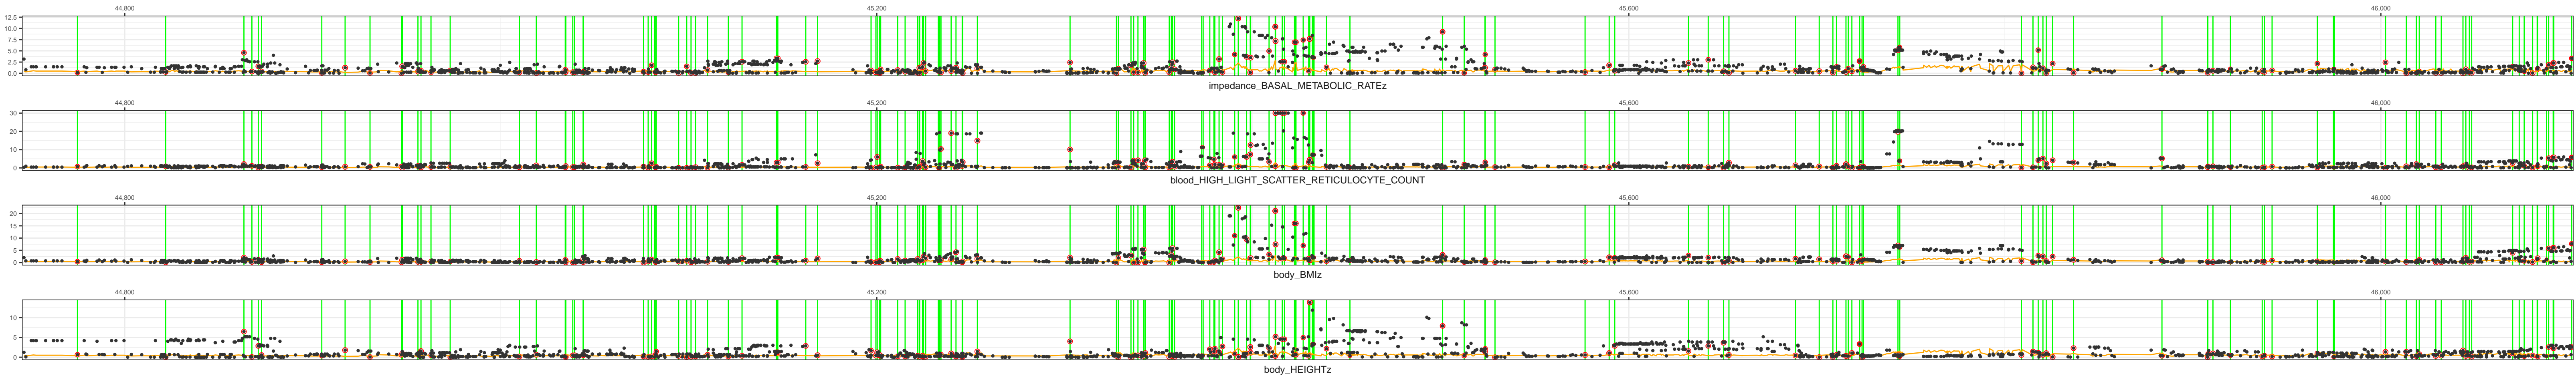 44,800 45,200 45,600 46,000
12.5
10.0
7.5
5.0
2.5
0.0
impedance_BASAL_METABOLIC_RATEz
44,800 45,200 45,600 46,000
30
20
10
0
blood_HIGH_LIGHT_SCATTER_RETICULOCYTE_COUNT
44,800 45,200 45,600 46,000
20
15
10
5
0
body_BMIz
44,800 45,200 45,600 46,000
10
5
0
body_HEIGHTz